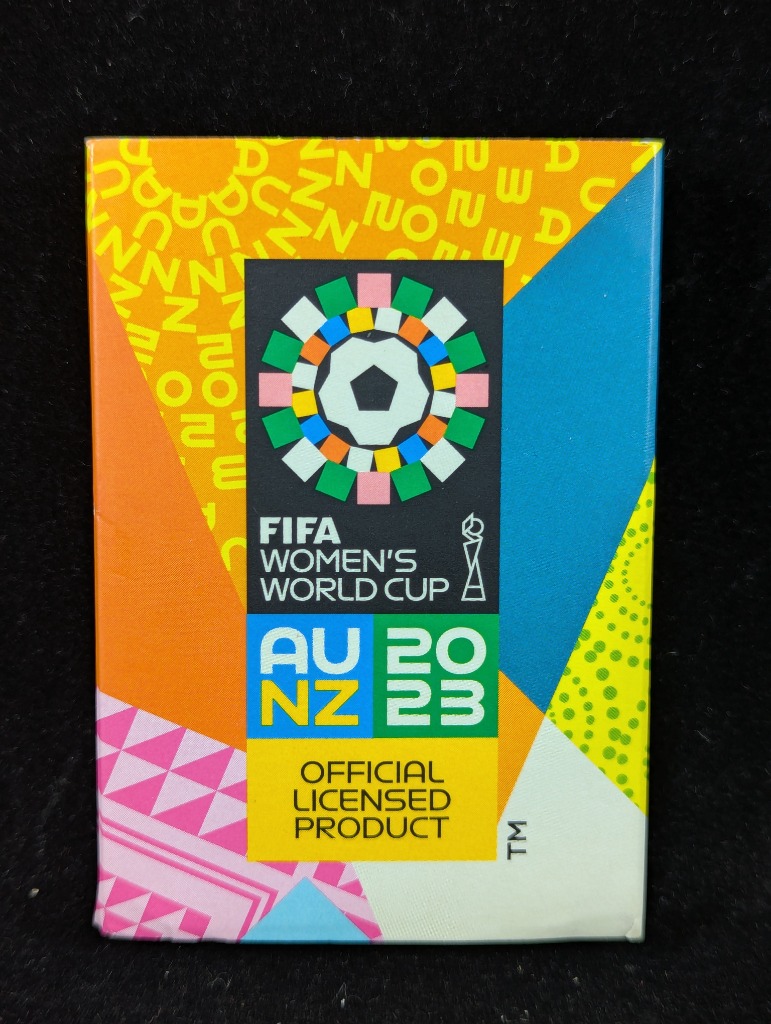 FIFA
WOMEN'S
WORLD CUP
AU 20
NZ 23
OFFICIAL
LICENSED
PRODUCT
TM